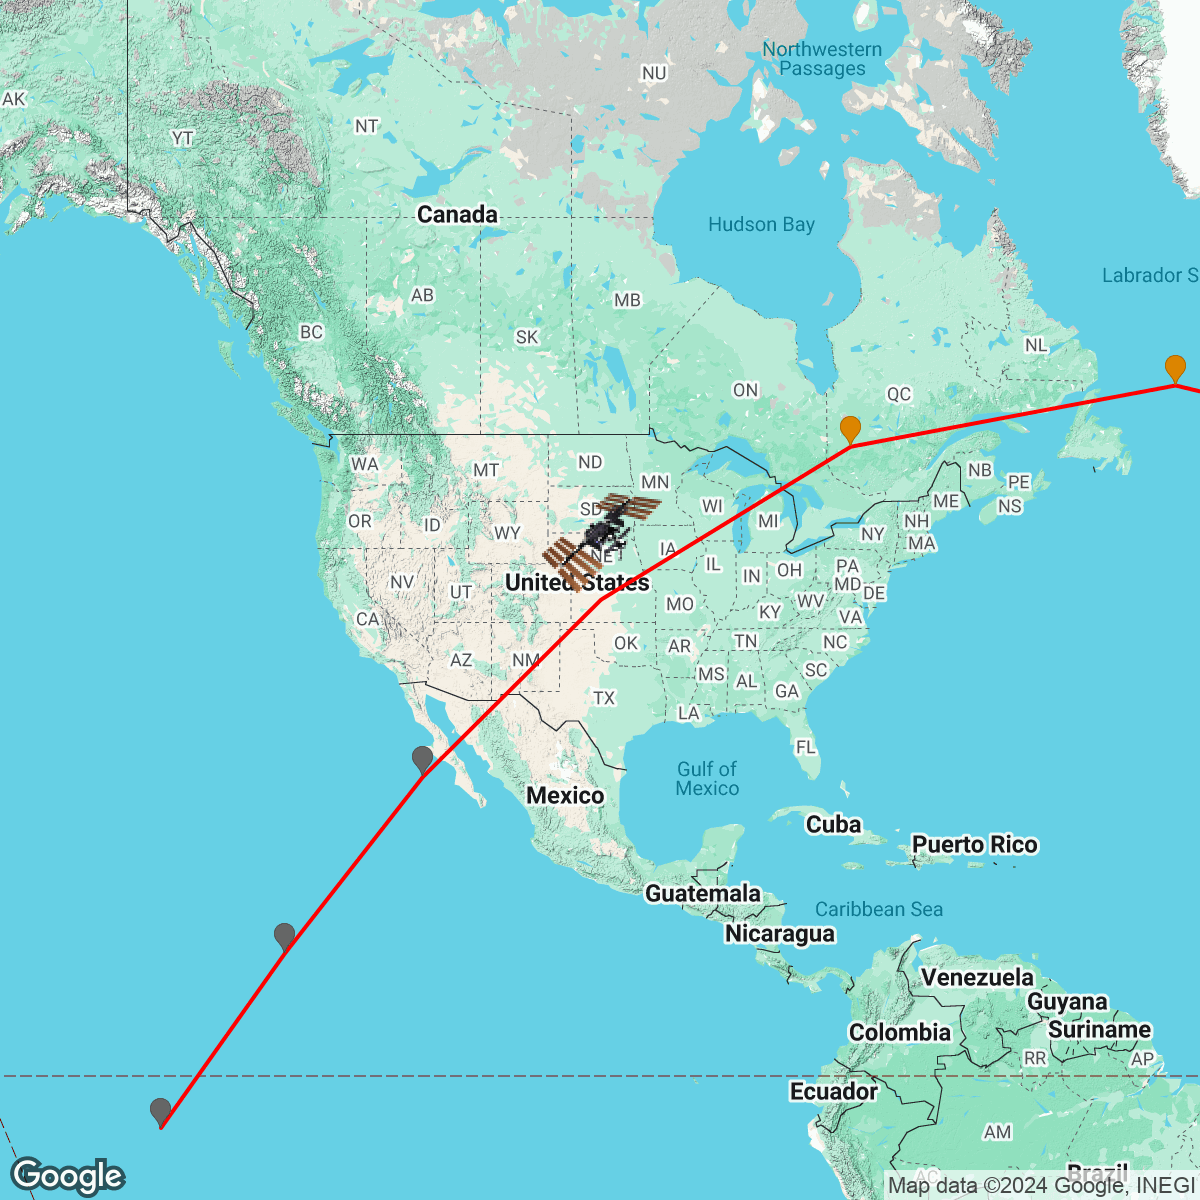 Northwestern
Passages
NU
AK
NT
YT
Canada
Hudson Bay
Labrador S
AB
MB
BC
SK
NL
ON
QC
WA
ND
MT
NB
MN
PE
ME
WI
NS
SD
OR
MI
NH
ID
WY
NY
MA
IA
NE
IL
PA
OH
IN
United States
NV
MD
UT
DE
WV
MO
KY
VA
CA
TN
NC
OK
AR
AZ
NM
SC
MS
AL
GA
TX
LA
FL
Gulf of
Mexico
Mexico
Cuba
Puerto Rico
Guatemala
Caribbean Sea
Nicaragua
Venezuela
Guyana
Suriname
Colombia
RR
AP
Ecuador
AM
Brazil
AC
Google
Map data ©2024 Google, INEGI